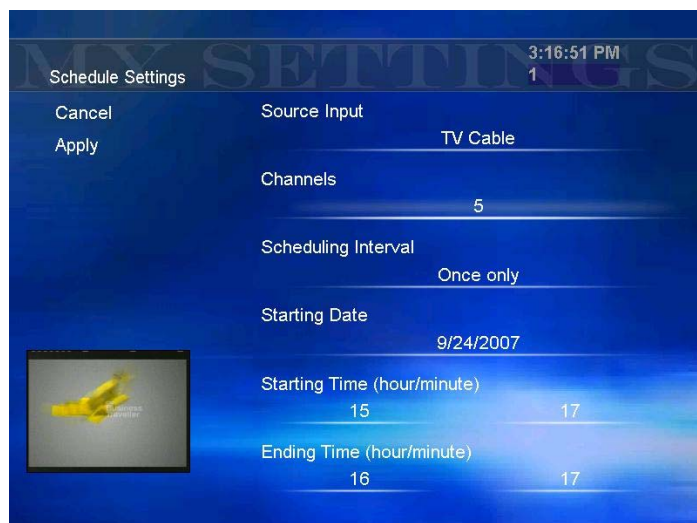 MY SETTINGS
3:16:51 PM
Schedule Settings
1
Cancel
Apply
Source Input
TV Cable
Channels
5
Scheduling Interval
Once only
Starting Date
9/24/2007
Starting Time (hour/minute)
15 17
Ending Time (hour/minute)
16 17
Business
Traveller